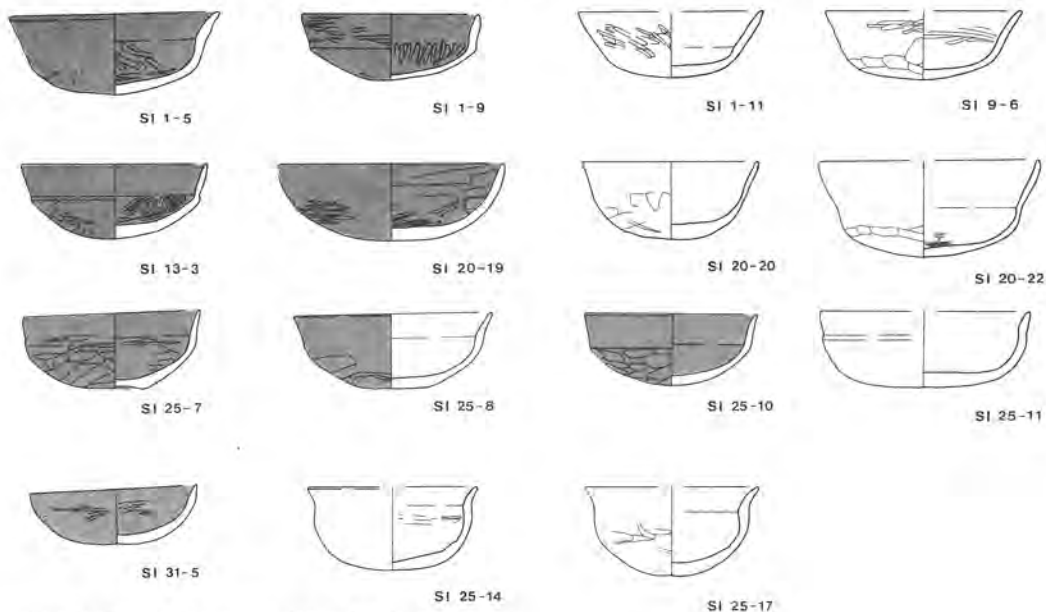 SI 1-5
SI 1-9
SI 1-11
SI 9-6
SI 13-3
SI 20-19
SI 20-20
SI 20-22
SI 25-7
SI 25-8
SI 25-10
SI 25-11
SI 31-5
SI 25-14
SI 25-17